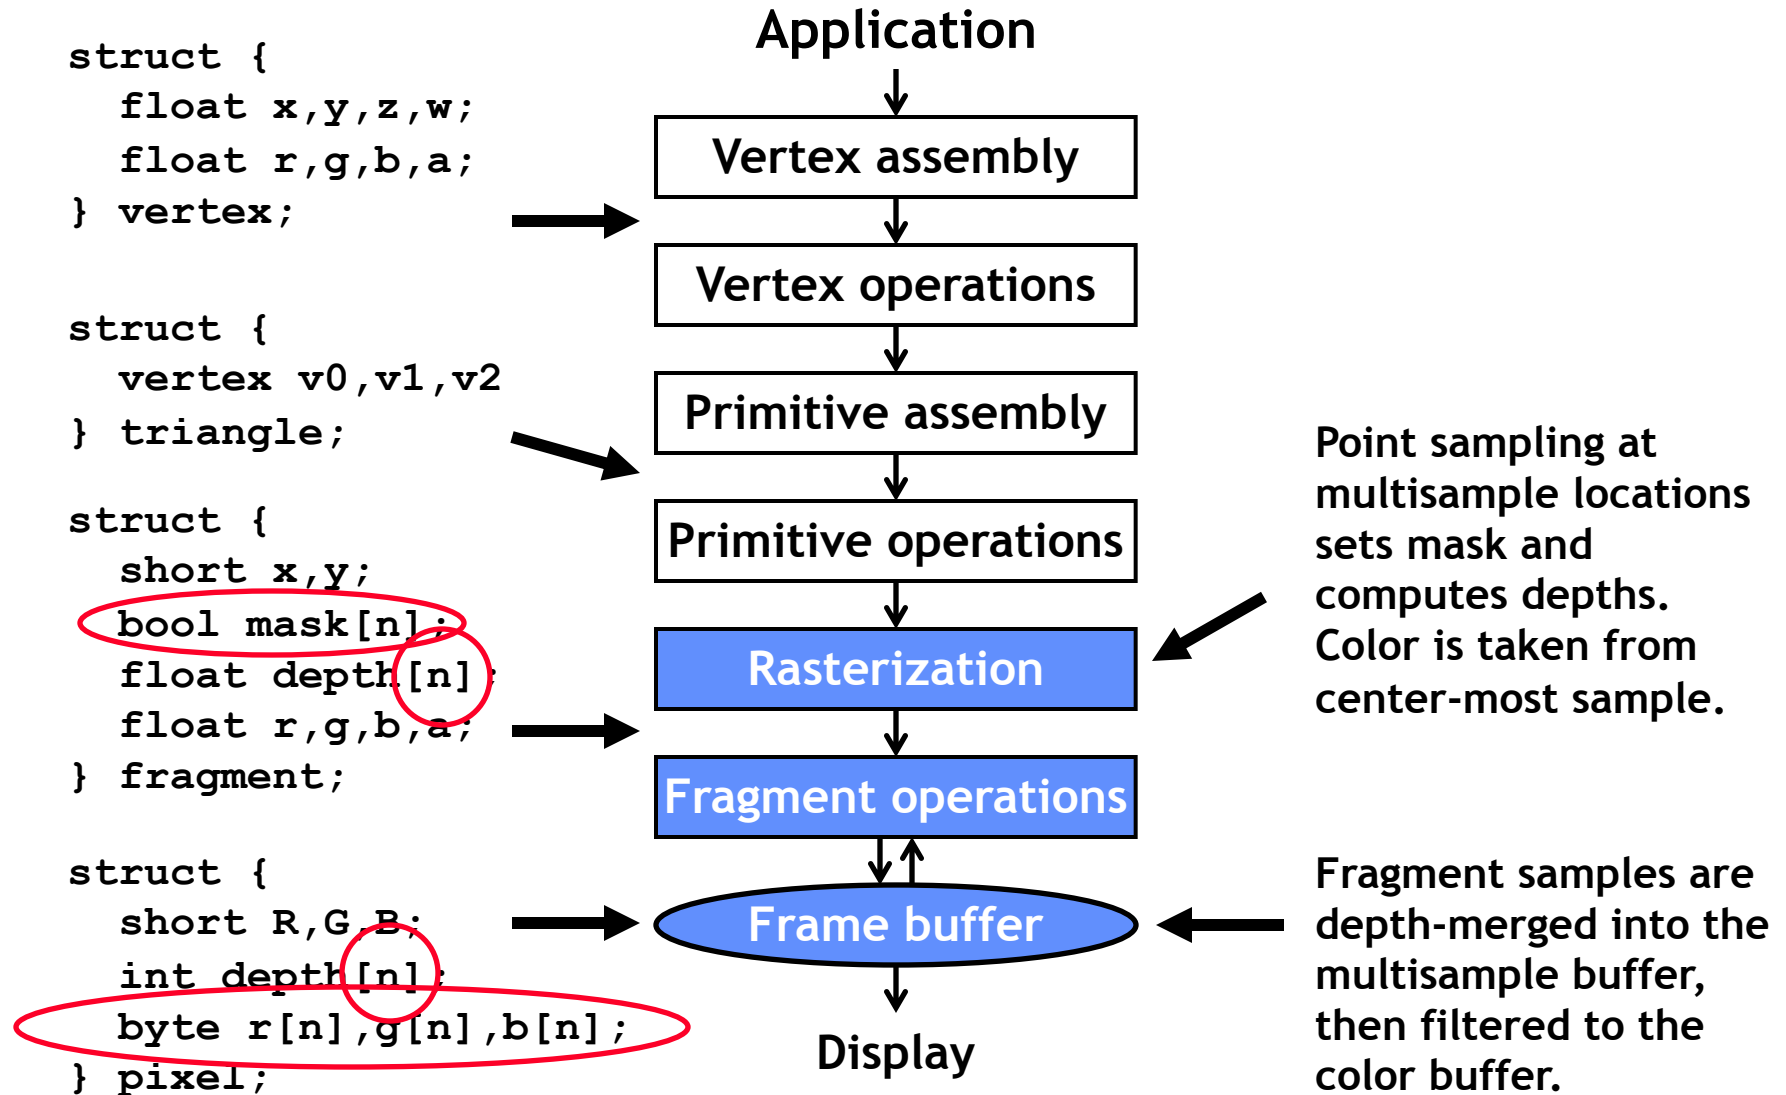 struct {
float x,y,z,w;
float r,g,b,a;
} vertex;
struct {
vertex v0,v1,v2
} triangle;
struct {
short x,y;
bool mask[n];
float depth[n];
float r,g,b,a;
} fragment;
struct {
short R,G,B;
int depth[n];
byte r[n],g[n],b[n];
} pixel;
Application
Vertex assembly
Vertex operations
Primitive assembly
Primitive operations
Rasterization
Fragment operations
Frame buffer
Display
Point sampling at
multisample locations
sets mask and
computes depths.
Color is taken from
center-most sample.
Fragment samples are
depth-merged into the
multisample buffer,
then filtered to the
color buffer.